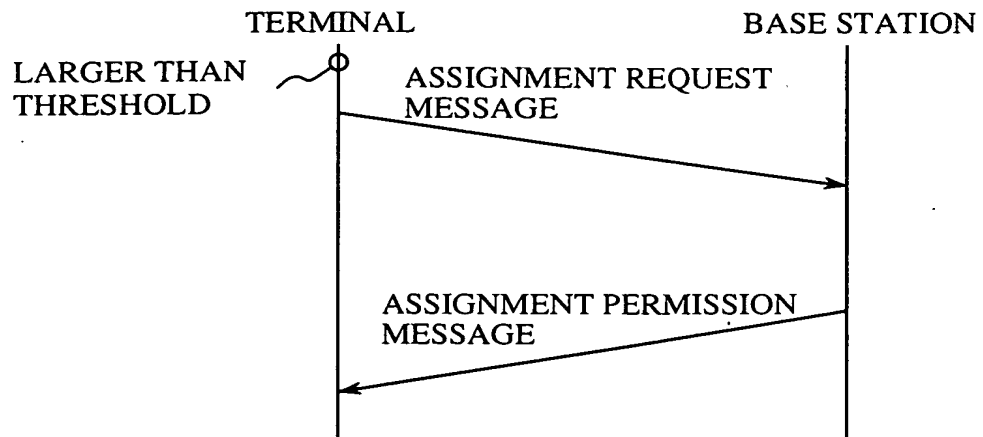 TERMINAL
BASE STATION
LARGER THAN
THRESHOLD
ASSIGNMENT REQUEST
MESSAGE
ASSIGNMENT PERMISSION
MESSAGE